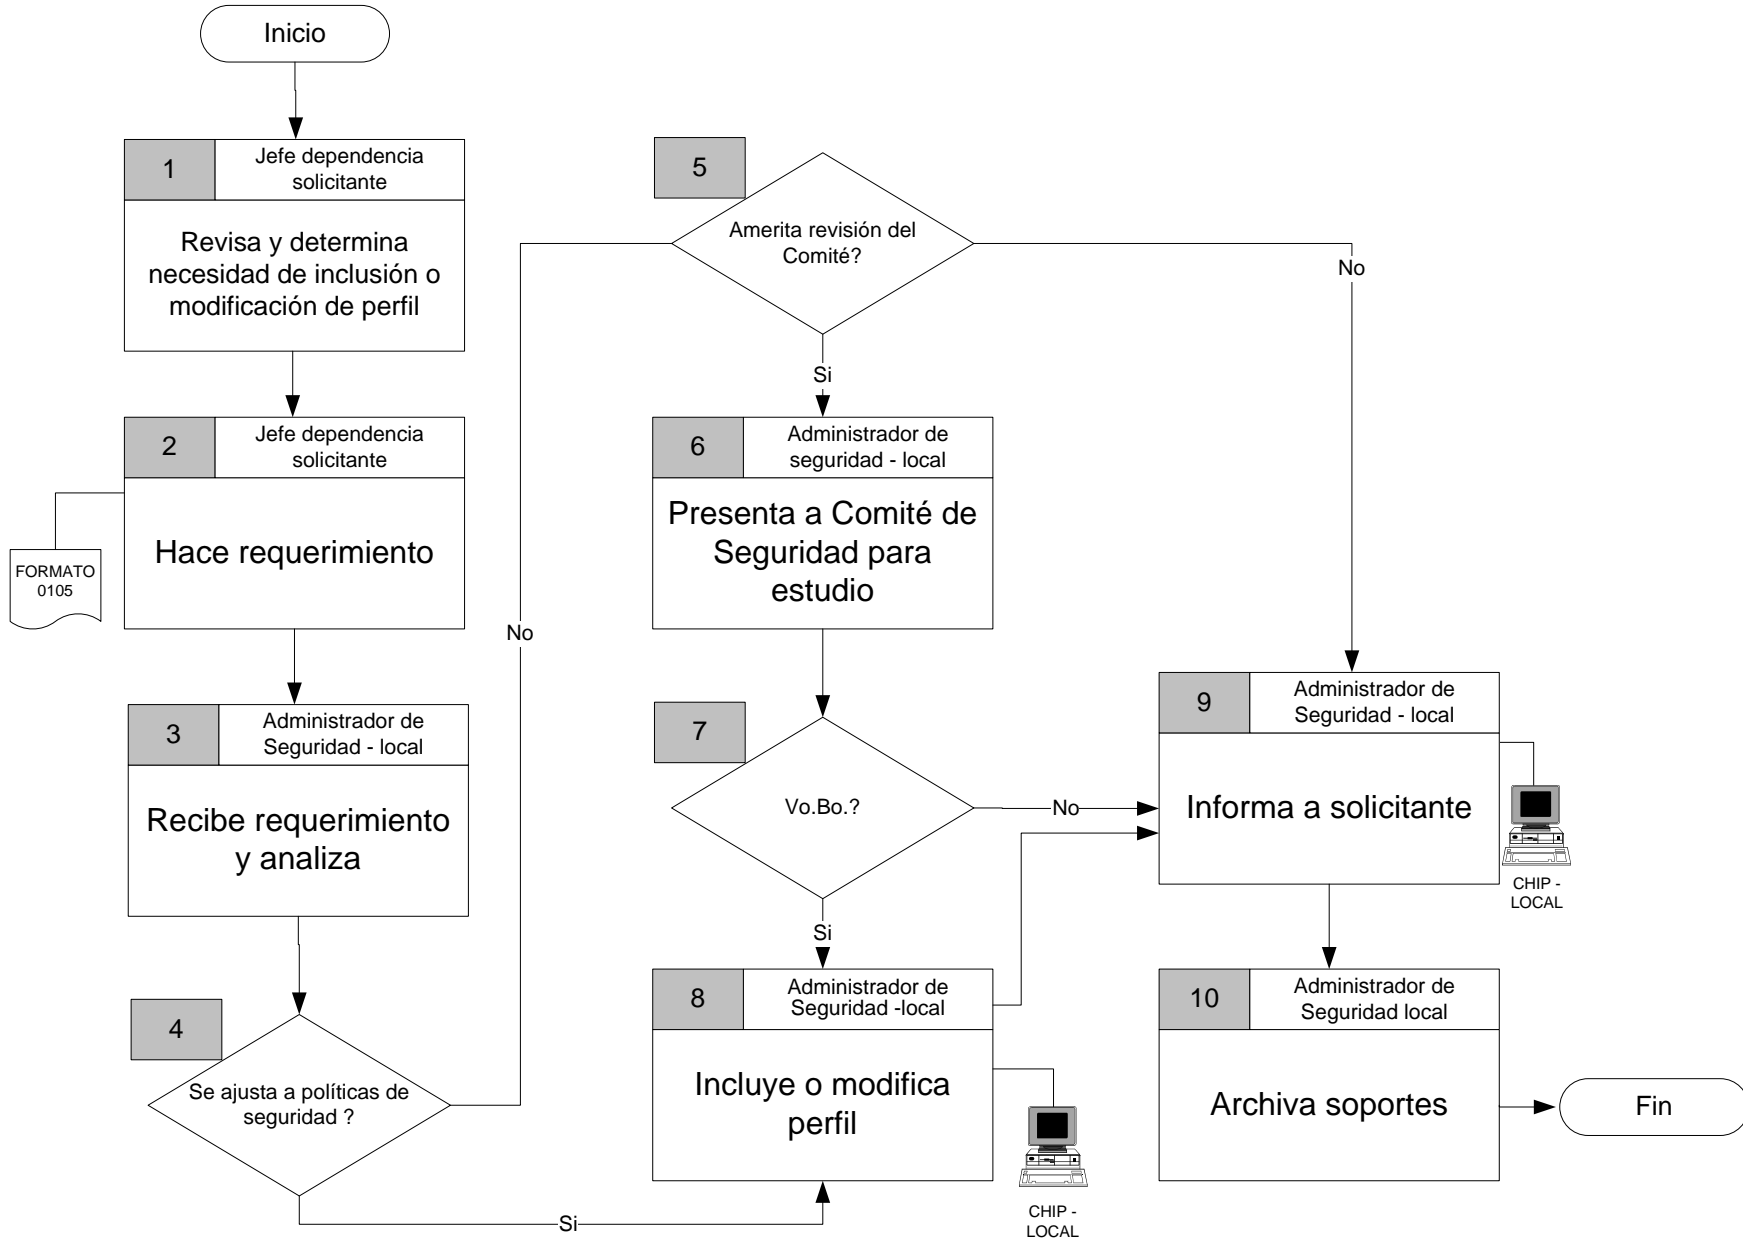 Inicio
1
Jefe dependencia
solicitante
Revisa y determina
necesidad de inclusión o
modificación de perfil
2
Jefe dependencia
solicitante
Hace requerimiento
FORMATO
0105
3
Administrador de
Seguridad - local
Recibe requerimiento
y analiza
4
Se ajusta a políticas de
seguridad ?
No
Si
5
Amerita revisión del
Comité?
No
Si
6
Administrador de
seguridad - local
Presenta a Comité de
Seguridad para
estudio
7
Vo.Bo.?
No
Si
8
Administrador de
Seguridad -local
Incluye o modifica
perfil
CHIP -
LOCAL
9
Administrador de
Seguridad - local
Informa a solicitante
CHIP -
LOCAL
10
Administrador de
Seguridad local
Archiva soportes
Fin